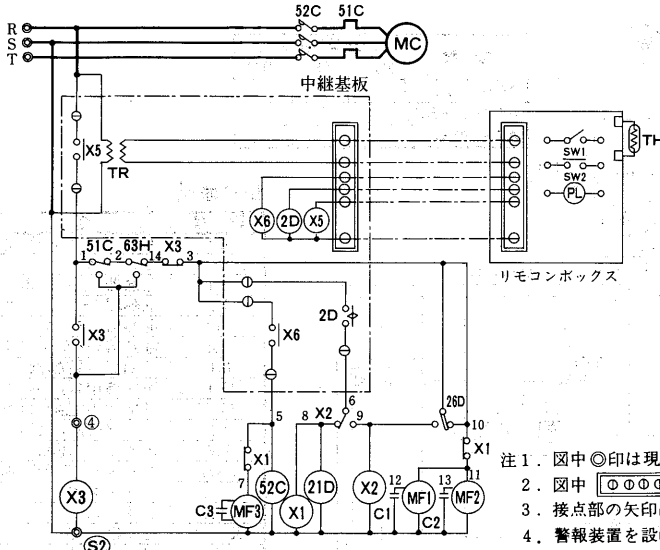 52C 51C
R
S
T
MC
中継基板
X5
TR
X6 2D X5
SW1
SW2
PL
TH
リモコンボックス
51C 63H X3
1 2 14 3
X3
X6
2D
④
5
8 X2 6 9
26D
10
X1
X1
7
12 13 11
X3
C3 MF3 52C X1 21D X2 C1 MF1 C2 MF2
S2
注1. 図中◎印は現
2. 図中
3. 接点部の矢印
4. 警報装置を設